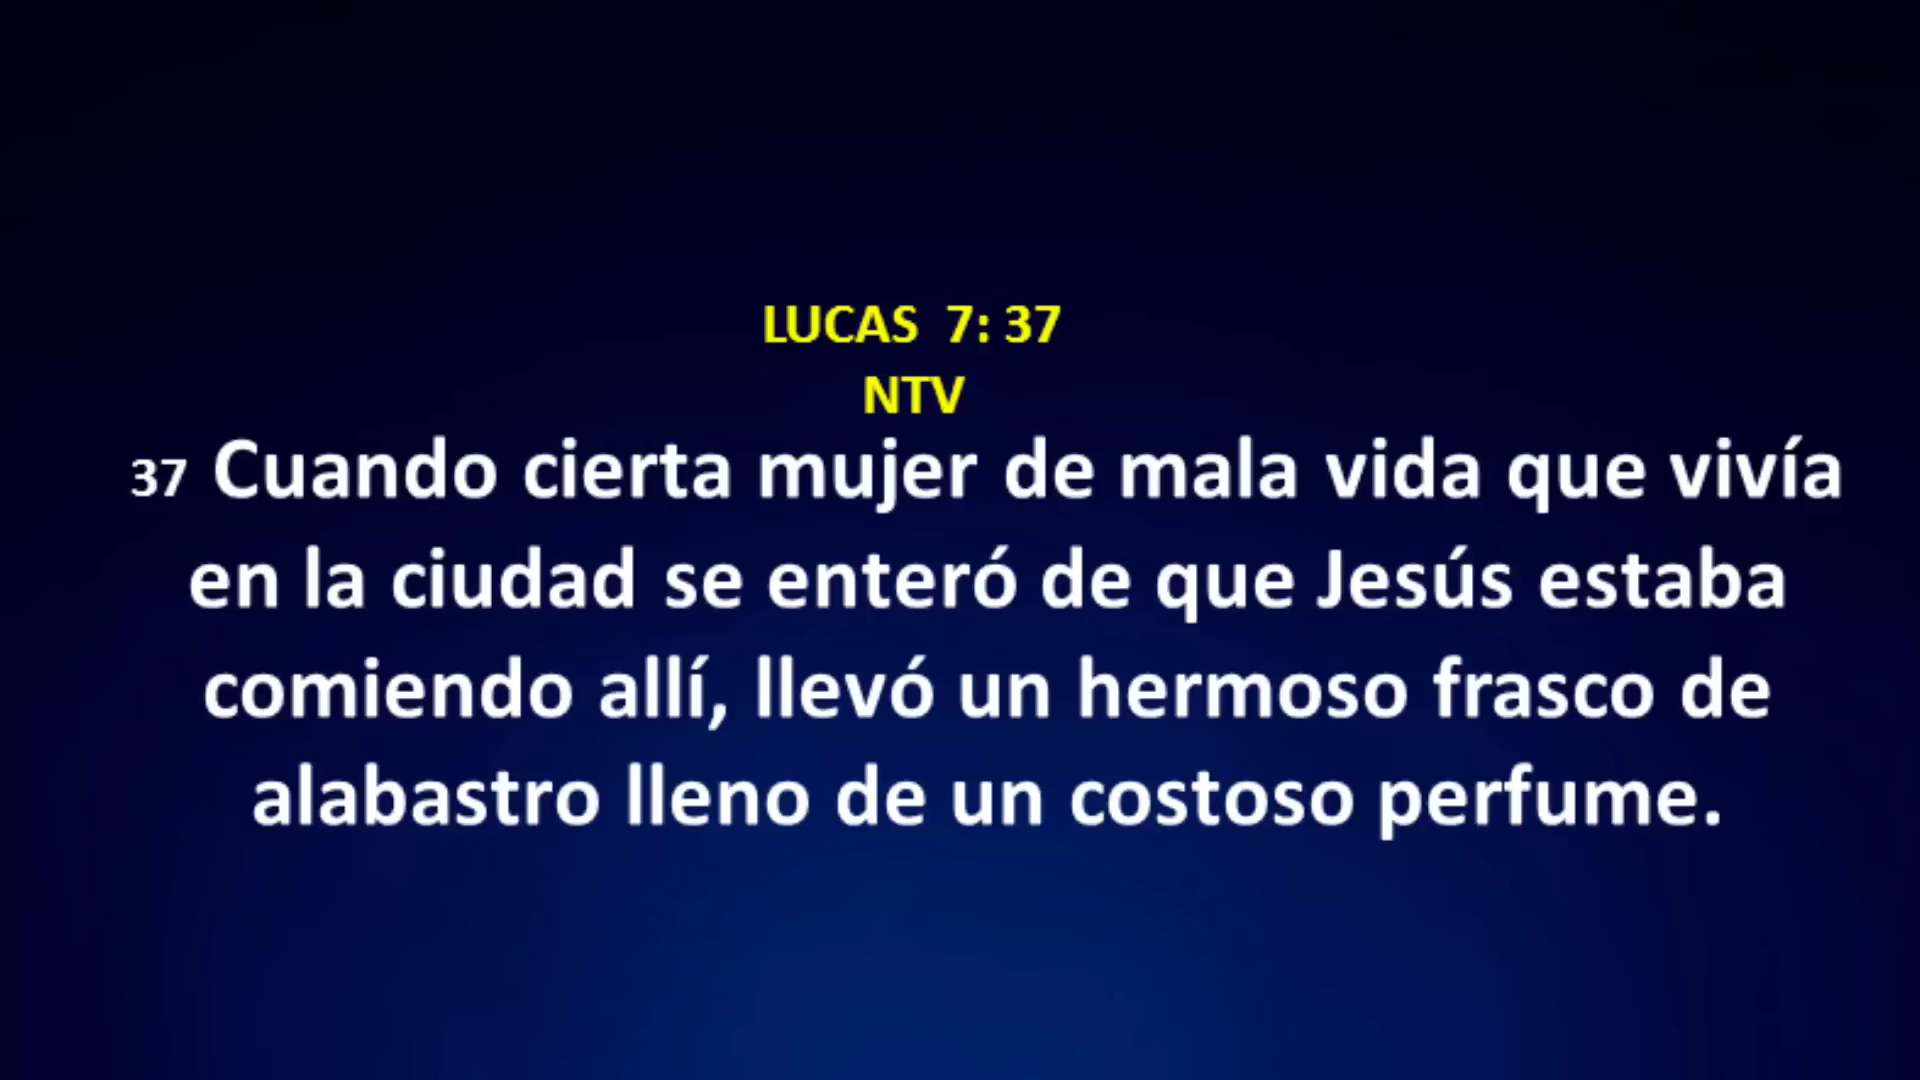 LUCAS 7: 37
NTV
37 Cuando cierta mujer de mala vida que vivía
en la ciudad se enteró de que Jesús estaba
comiendo allí, llevó un hermoso frasco de
alabastro lleno de un costoso perfume.